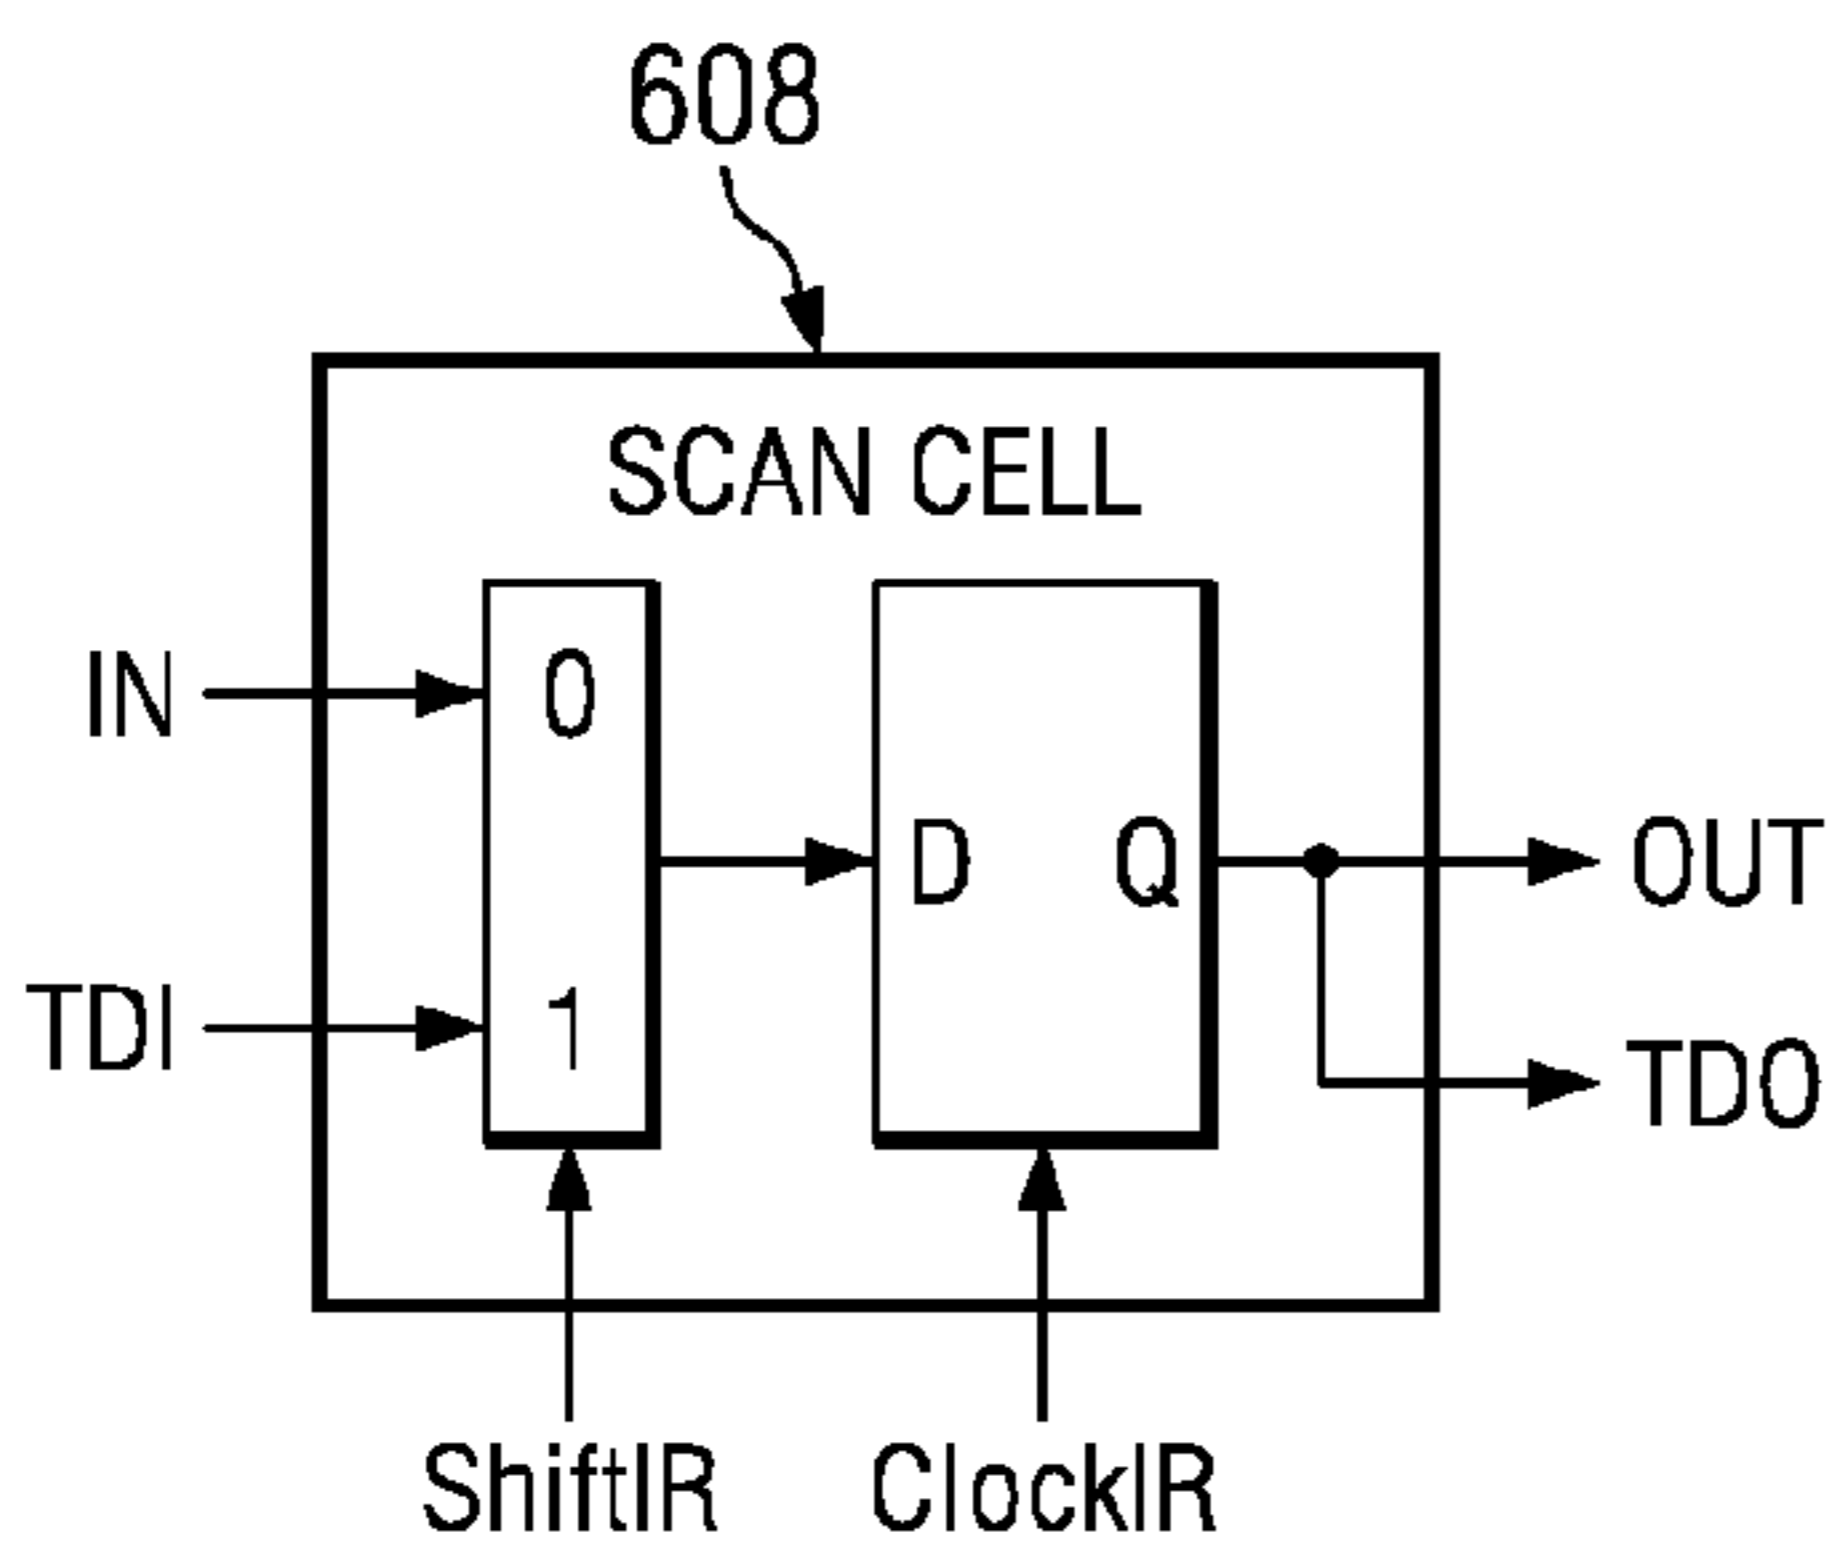 608
SCAN CELL
IN
0
D
Q
OUT
TDI
1
TDO
ShiftIR
ClockIR